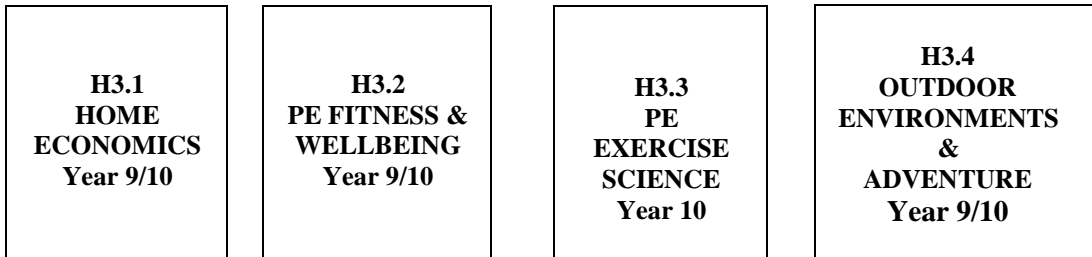 H3.1
HOME
ECONOMICS
Year 9/10
H3.2
PE FITNESS &
WELLBEING
Year 9/10
H3.3
PE
EXERCISE
SCIENCE
Year 10
H3.4
OUTDOOR
ENVIRONMENTS
&
ADVENTURE
Year 9/10